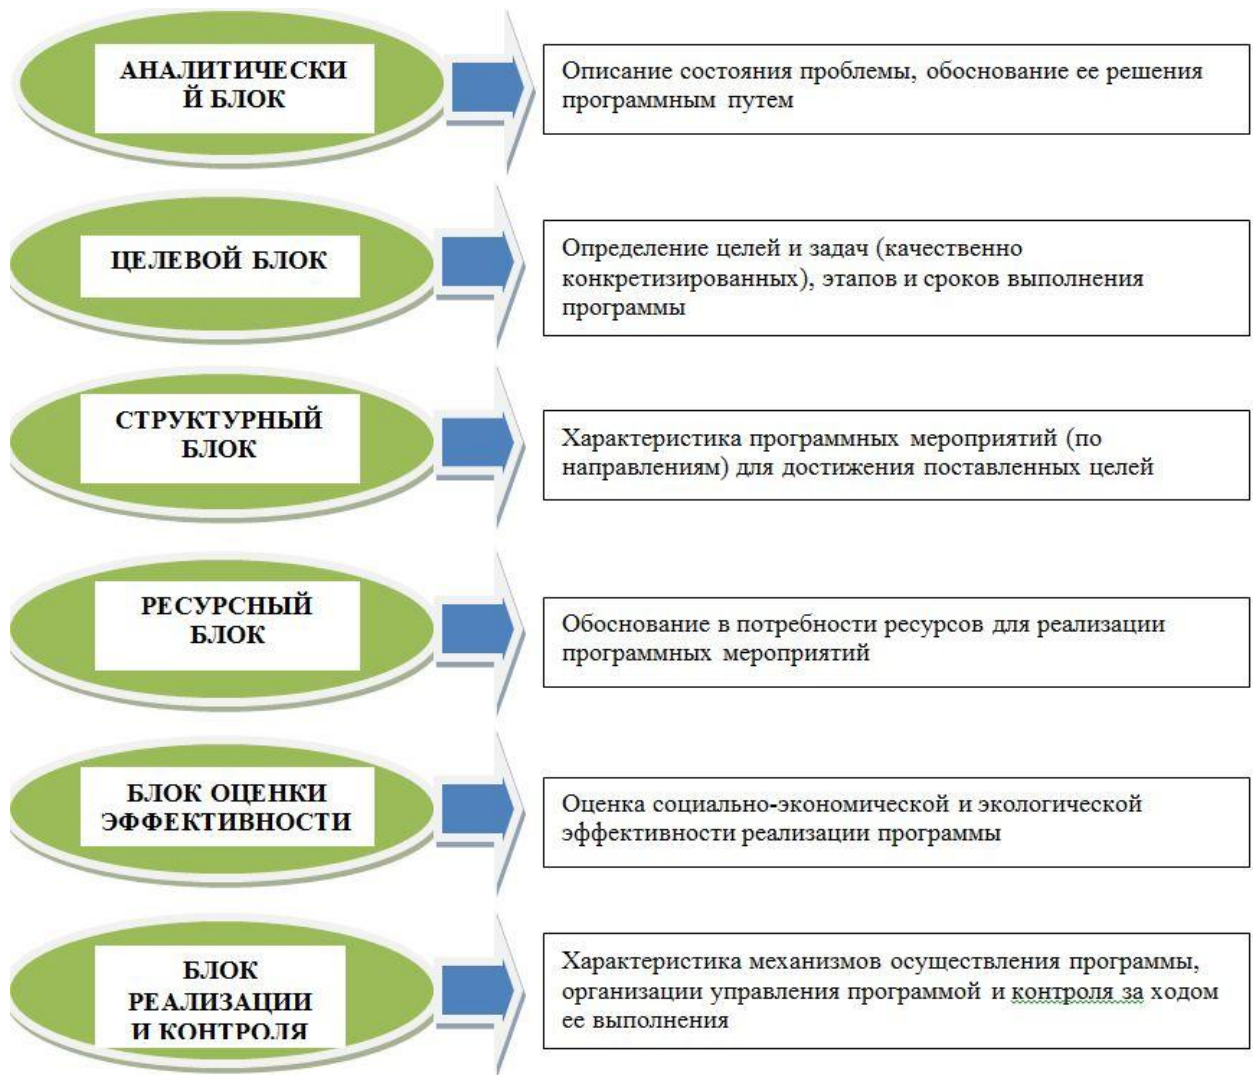 АНАЛИТИЧЕСКИ
Й БЛОК
Описание состояния проблемы, обоснование ее решения
программным путем
ЦЕЛЕВОЙ БЛОК
Определение целей и задач (качественно
конкретизированных), этапов и сроков выполнения
программы
СТРУКТУРНЫЙ
БЛОК
Характеристика программных мероприятий (по
направлениям) для достижения поставленных целей
РЕСУРСНЫЙ
БЛОК
Обоснование в потребности ресурсов для реализации
программных мероприятий
БЛОК ОЦЕНКИ
ЭФФЕКТИВНОСТИ
Оценка социально-экономической и экологической
эффективности реализации программы
БЛОК
РЕАЛИЗАЦИИ
И КОНТРОЛЯ
Характеристика механизмов осуществления программы,
организации управления программой и контроля за ходом
ее выполнения